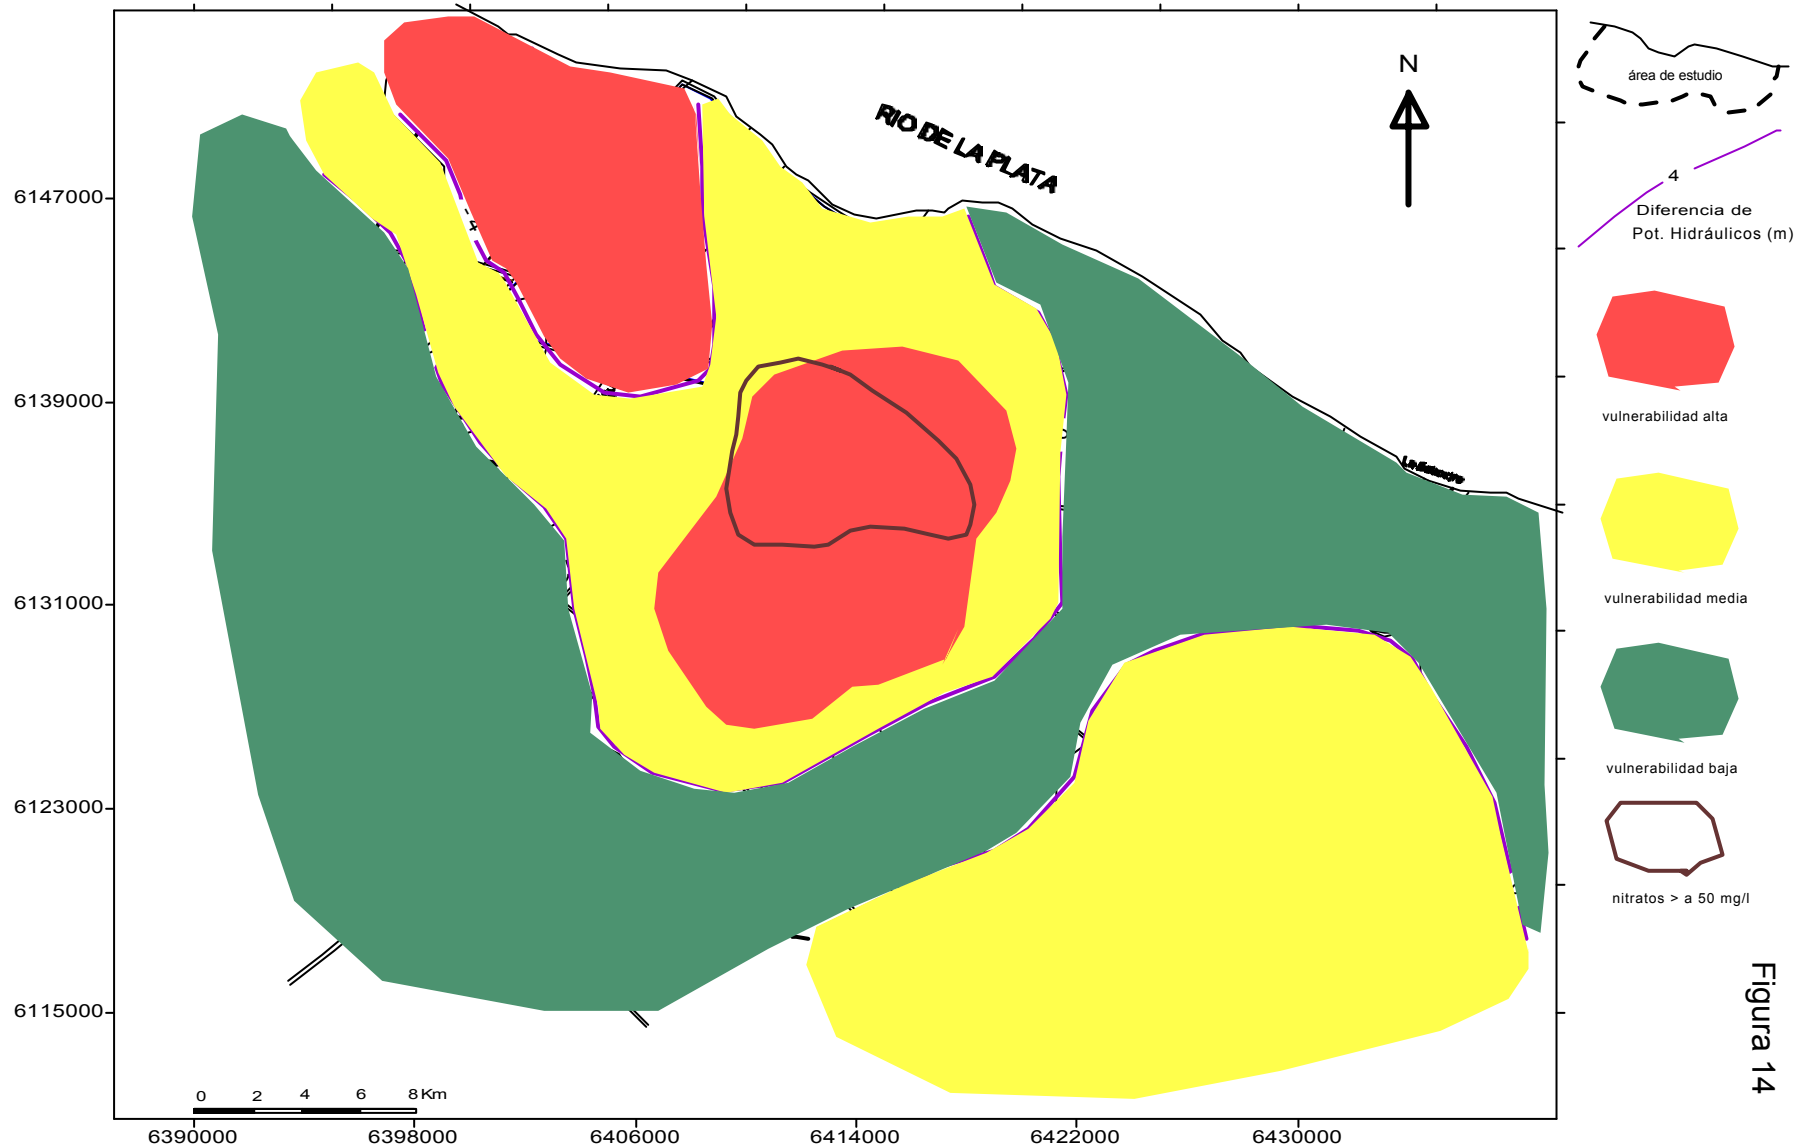 N
RIO DE LA PLATA
área de estudio
4
Diferencia de
Pot. Hidráulicos (m)
6147000
6139000
6131000
6123000
6115000
vulnerabilidad alta
vulnerabilidad media
vulnerabilidad baja
nitratos > a 50 mg/l
Figura 14
0 2 4 6 8 Km
6390000 6398000 6406000 6414000 6422000 6430000